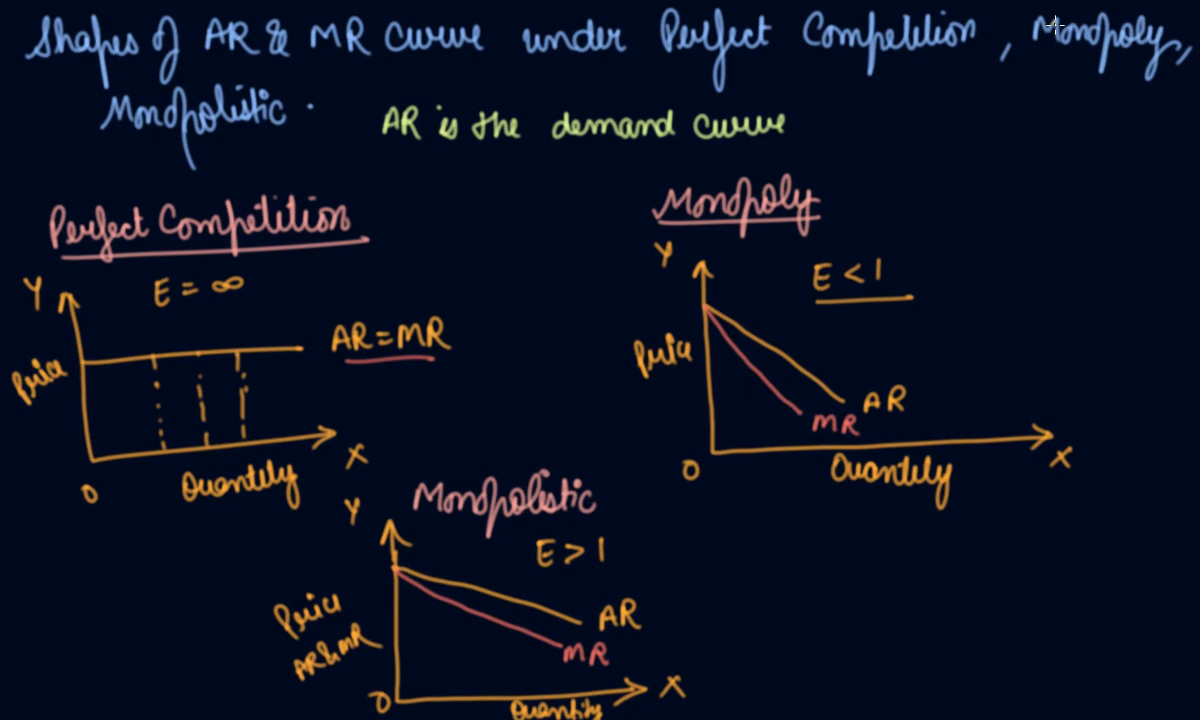 Shapes of AR & MR curve under Perfect Competition, Monopoly,
Monopolistic.
AR is the demand curve
Perfect Competition
Y
E = ∞
AR = MR
Price
X
0
Quantity
Monopoly
Y
E < 1
Price
AR
MR
0
Quantity
X
Monopolistic
Y
E > 1
Price
AR & MR
AR
MR
0
Quantity
X